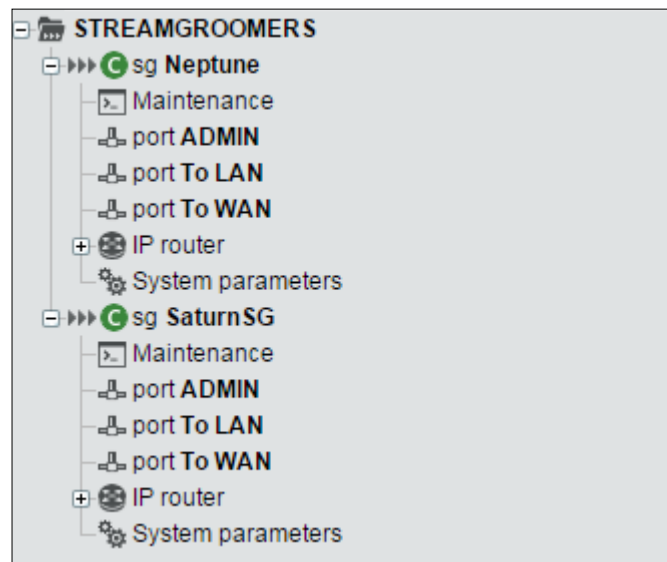 STREAMGROOMERS
C sg Neptune
Maintenance
port ADMIN
port To LAN
port To WAN
IP router
System parameters
C sg SaturnSG
Maintenance
port ADMIN
port To LAN
port To WAN
IP router
System parameters